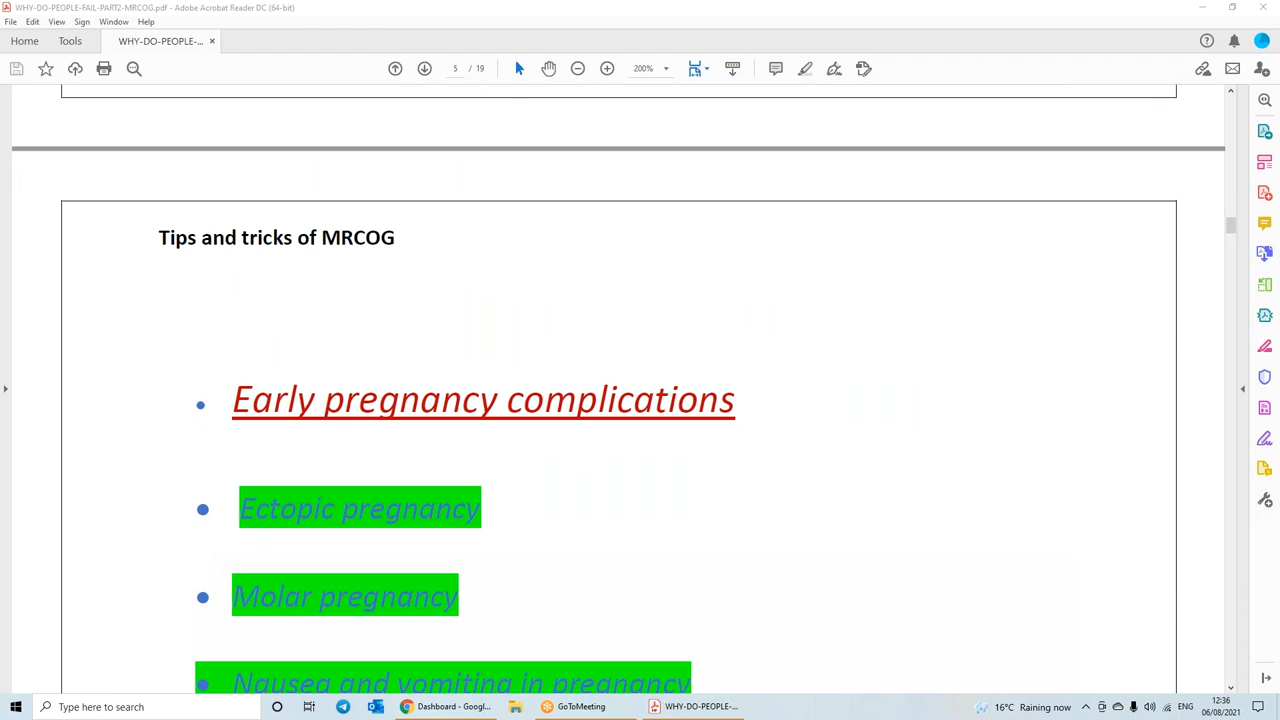 WHY-DO-PEOPLE-FAIL-PART2-MRCOG.pdf - Adobe Acrobat Reader DC (64-bit)
File Edit View Sign Window Help
Home Tools WHY-DO-PEOPLE-... ×
5 / 19 200%
Tips and tricks of MRCOG
• Early pregnancy complications
• Ectopic pregnancy
• Molar pregnancy
• Nausea and vomiting in pregnancy
Type here to search Dashboard - Googl... GoToMeeting WHY-DO-PEOPLE-... 16°C Raining now ENG 12:36
06/08/2021